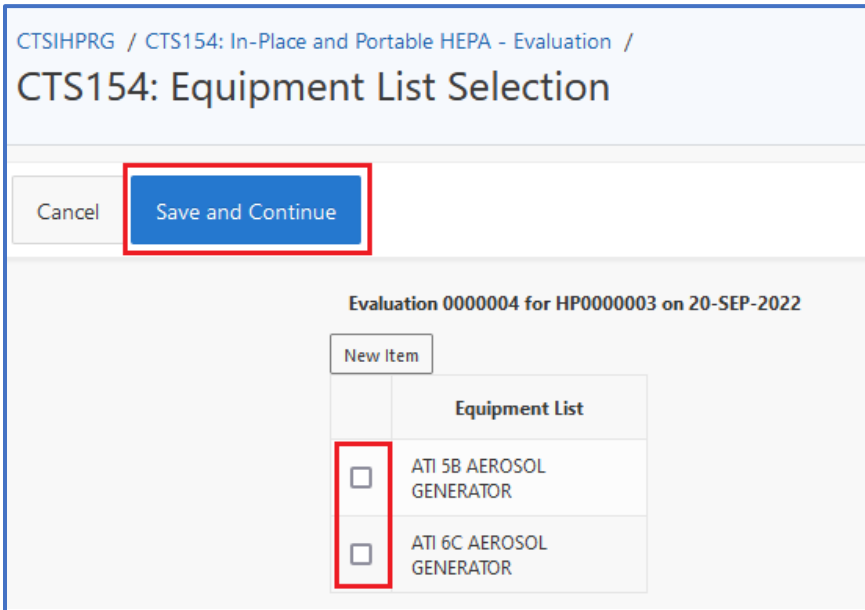 CTSIHPRG / CTS154: In-Place and Portable HEPA - Evaluation /
CTS154: Equipment List Selection
Cancel
Save and Continue
Evaluation 0000004 for HP0000003 on 20-SEP-2022
New Item
Equipment List
ATI 5B AEROSOL
GENERATOR
ATI 6C AEROSOL
GENERATOR